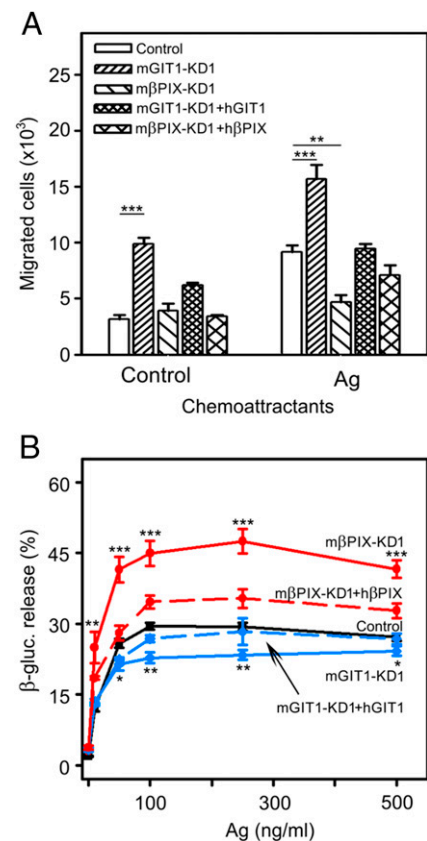 A
Control
mGIT1-KD1
mβPIX-KD1
mGIT1-KD1+hGIT1
mβPIX-KD1+hβPIX
25
20
15
10
5
0
Migrated cells (x10³)
***
**
***
Control Ag
Chemoattractants
B
60
45
30
15
0
β-gluc. release (%)
*** *** *** ***
**
mβPIX-KD1
mβPIX-KD1+hβPIX
Control
* ** ** *
mGIT1-KD1
mGIT1-KD1+hGIT1
100 300 500
Ag (ng/ml)